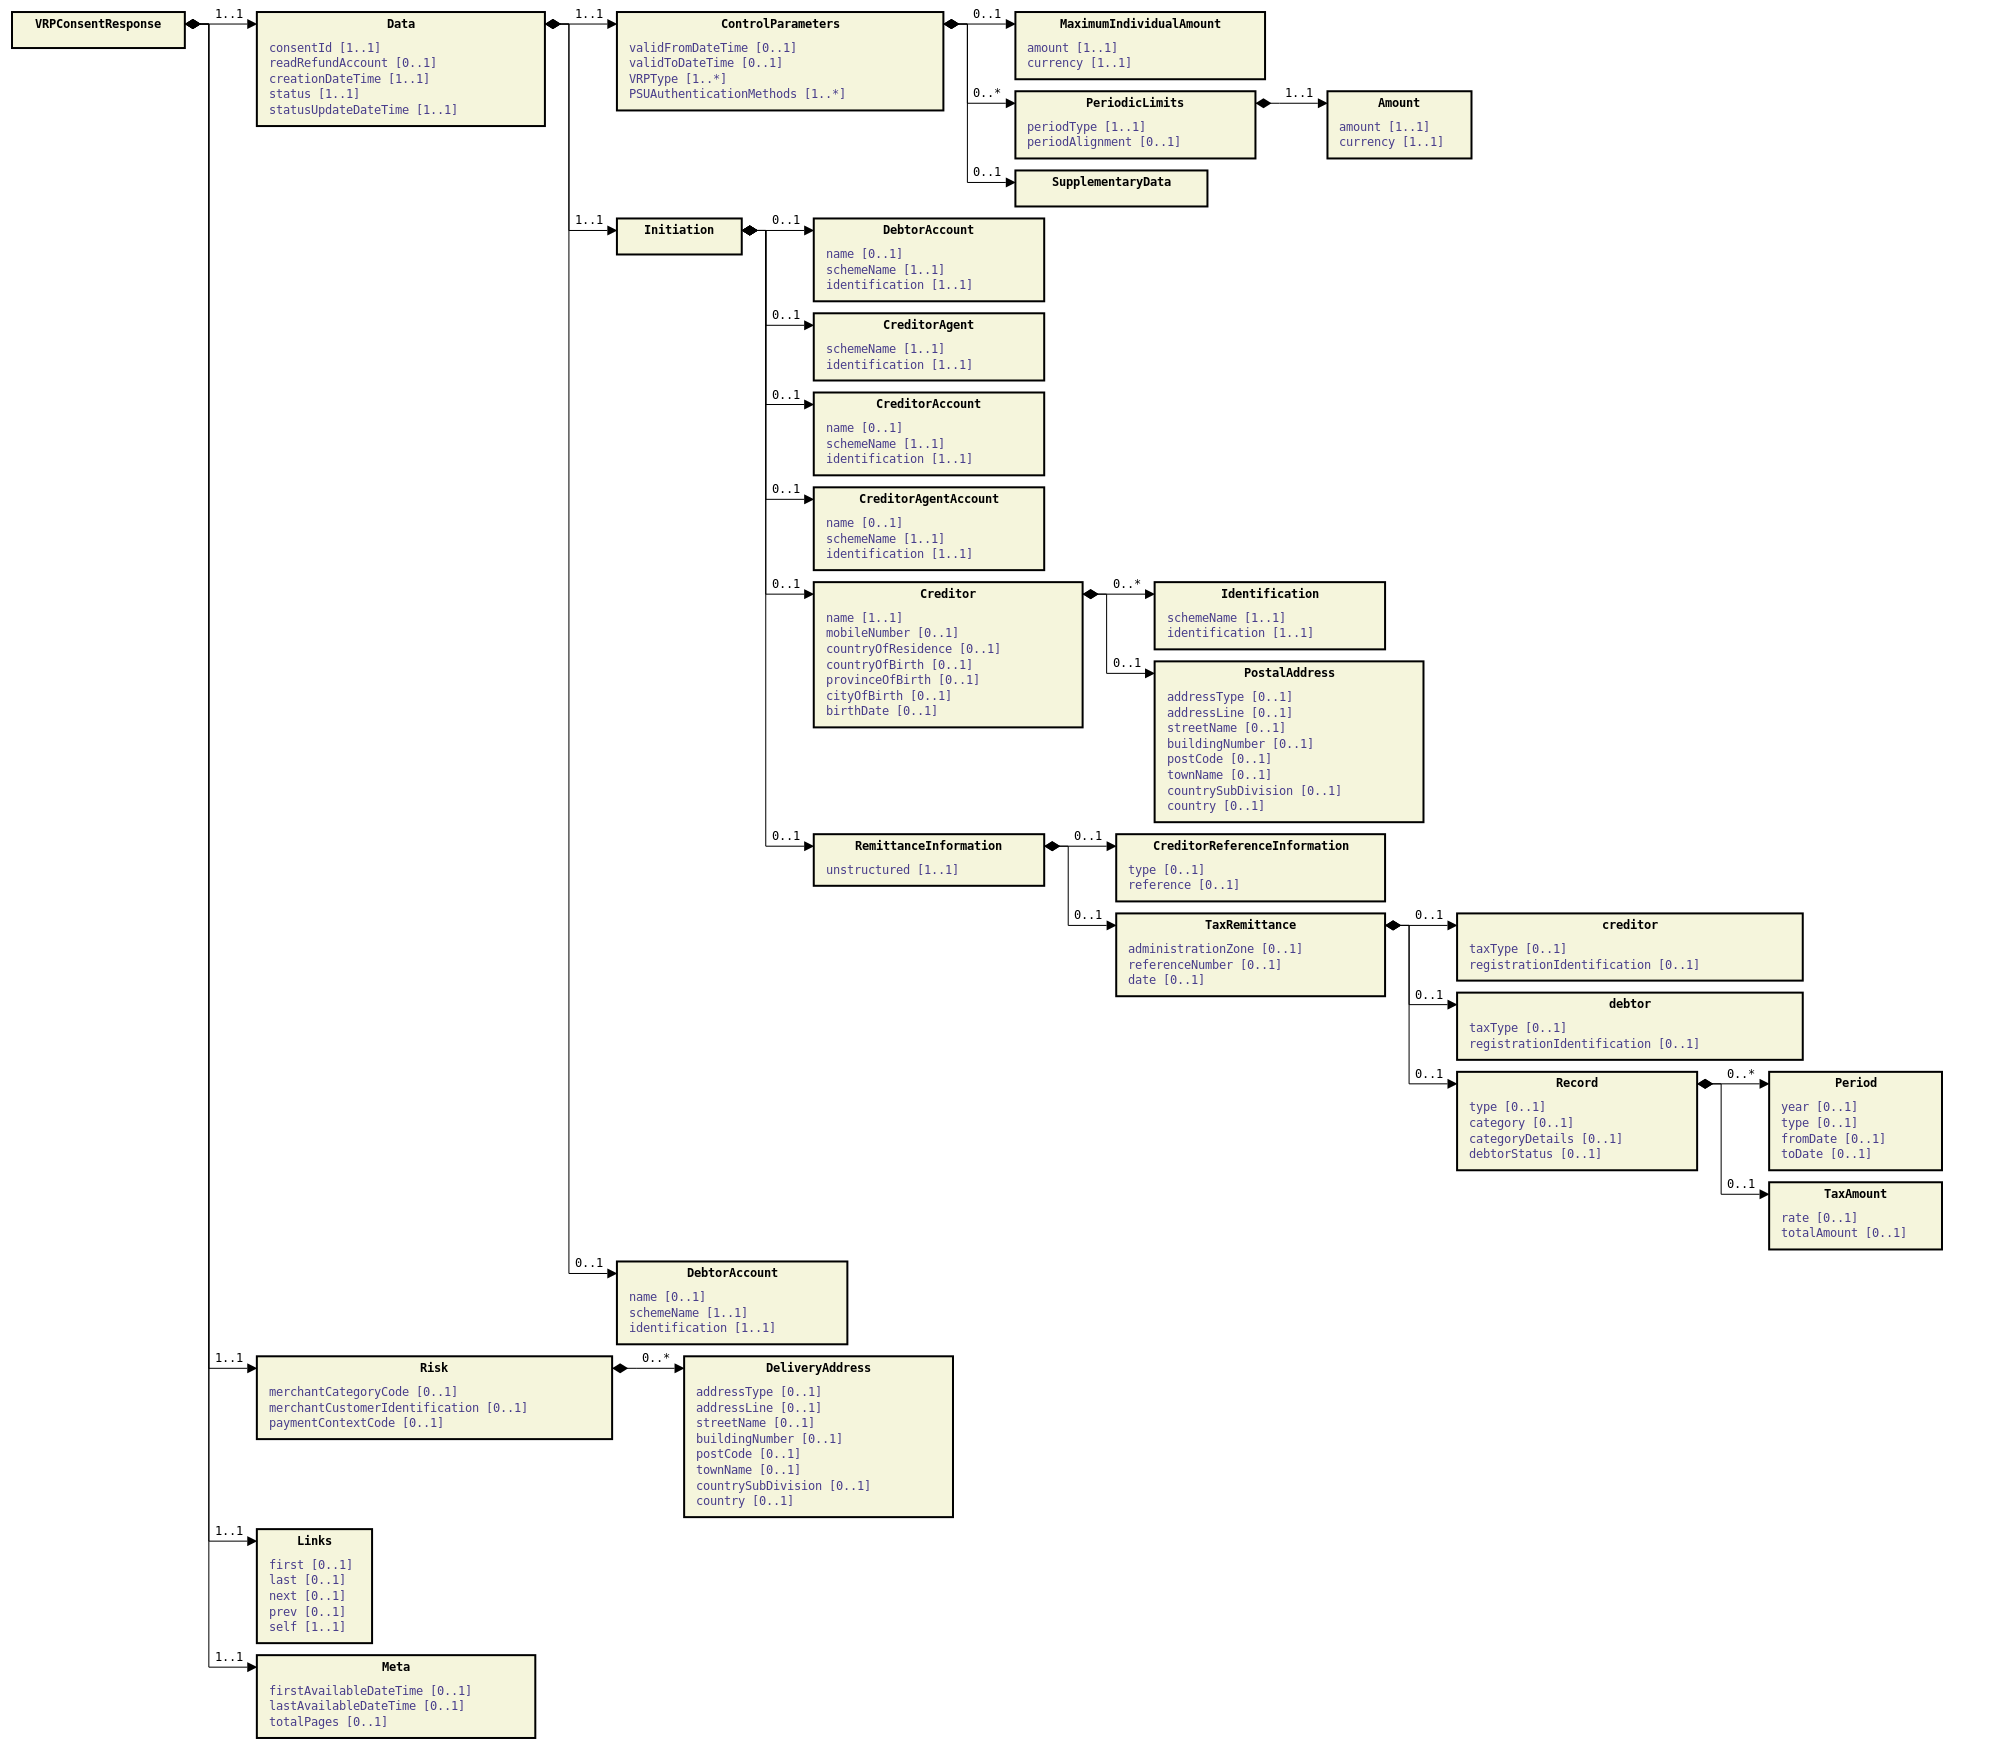 VRPConsentResponse
1..1
Data
consentId [1..1]
readRefundAccount [0..1]
creationDateTime [1..1]
status [1..1]
statusUpdateDateTime [1..1]
1..1
ControlParameters
validFromDateTime [0..1]
validToDateTime [0..1]
VRPType [1..*]
PSUAuthenticationMethods [1..*]
0..1
MaximumIndividualAmount
amount [1..1]
currency [1..1]
0..*
PeriodicLimits
periodType [1..1]
periodAlignment [0..1]
1..1
Amount
amount [1..1]
currency [1..1]
0..1
SupplementaryData
1..1
Initiation
0..1
DebtorAccount
name [0..1]
schemeName [1..1]
identification [1..1]
0..1
CreditorAgent
schemeName [1..1]
identification [1..1]
0..1
CreditorAccount
name [0..1]
schemeName [1..1]
identification [1..1]
0..1
CreditorAgentAccount
name [0..1]
schemeName [1..1]
identification [1..1]
0..1
Creditor
name [1..1]
mobileNumber [0..1]
countryOfResidence [0..1]
countryOfBirth [0..1]
provinceOfBirth [0..1]
cityOfBirth [0..1]
birthDate [0..1]
0..*
Identification
schemeName [1..1]
identification [1..1]
0..1
PostalAddress
addressType [0..1]
addressLine [0..1]
streetName [0..1]
buildingNumber [0..1]
postCode [0..1]
townName [0..1]
countrySubDivision [0..1]
country [0..1]
0..1
RemittanceInformation
unstructured [1..1]
0..1
CreditorReferenceInformation
type [0..1]
reference [0..1]
0..1
TaxRemittance
administrationZone [0..1]
referenceNumber [0..1]
date [0..1]
0..1
creditor
taxType [0..1]
registrationIdentification [0..1]
0..1
debtor
taxType [0..1]
registrationIdentification [0..1]
0..1
Record
type [0..1]
category [0..1]
categoryDetails [0..1]
debtorStatus [0..1]
0..*
Period
year [0..1]
type [0..1]
fromDate [0..1]
toDate [0..1]
0..1
TaxAmount
rate [0..1]
totalAmount [0..1]
0..1
DebtorAccount
name [0..1]
schemeName [1..1]
identification [1..1]
1..1
Risk
merchantCategoryCode [0..1]
merchantCustomerIdentification [0..1]
paymentContextCode [0..1]
0..*
DeliveryAddress
addressType [0..1]
addressLine [0..1]
streetName [0..1]
buildingNumber [0..1]
postCode [0..1]
townName [0..1]
countrySubDivision [0..1]
country [0..1]
1..1
Links
first [0..1]
last [0..1]
next [0..1]
prev [0..1]
self [1..1]
1..1
Meta
firstAvailableDateTime [0..1]
lastAvailableDateTime [0..1]
totalPages [0..1]